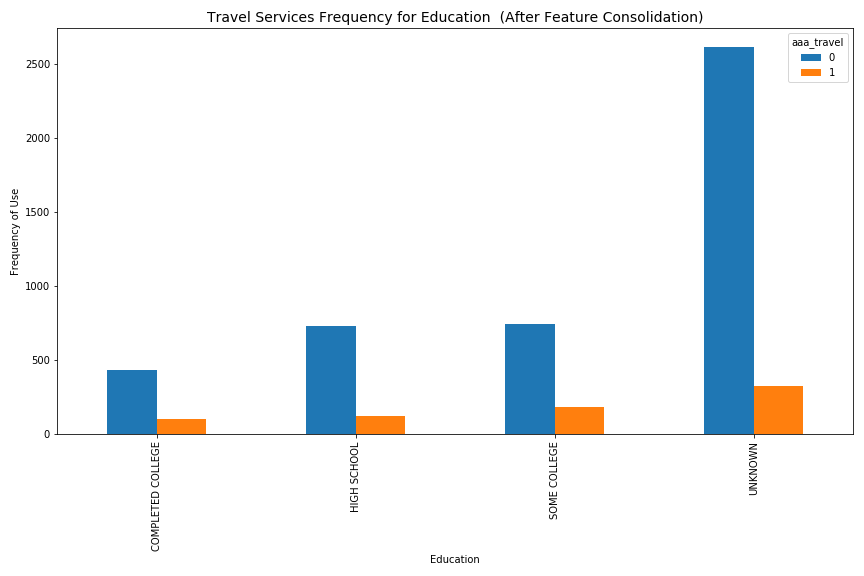 Travel Services Frequency for Education  (After Feature Consolidation)
aaa_travel
0
1
Frequency of Use
2500
2000
1500
1000
500
0
COMPLETED COLLEGE
HIGH SCHOOL
SOME COLLEGE
UNKNOWN
Education